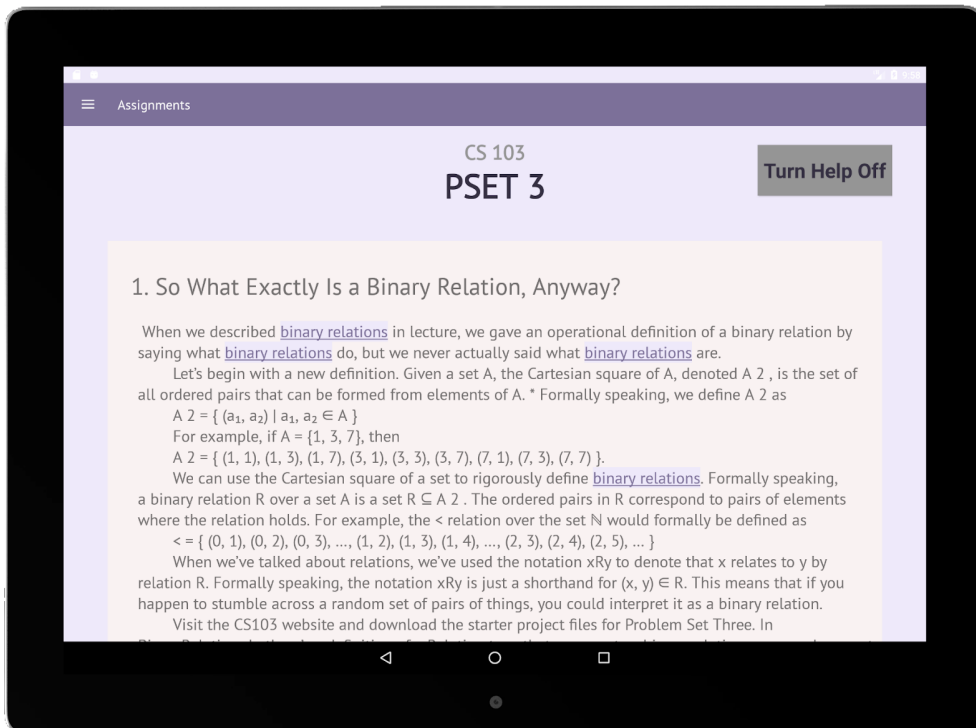 9:50
Assignments
CS 103
PSET 3
Turn Help Off
1. So What Exactly Is a Binary Relation, Anyway?
When we described binary relations in lecture, we gave an operational definition of a binary relation by
saying what binary relations do, but we never actually said what binary relations are.
Let's begin with a new definition. Given a set A, the Cartesian square of A, denoted A 2 , is the set of
all ordered pairs that can be formed from elements of A. * Formally speaking, we define A 2 as
A 2 = { (a₁, a₂) | a₁, a₂ ∈ A }
For example, if A = {1, 3, 7}, then
A 2 = { (1, 1), (1, 3), (1, 7), (3, 1), (3, 3), (3, 7), (7, 1), (7, 3), (7, 7) }.
We can use the Cartesian square of a set to rigorously define binary relations. Formally speaking,
a binary relation R over a set A is a set R ⊆ A 2 . The ordered pairs in R correspond to pairs of elements
where the relation holds. For example, the < relation over the set ℕ would formally be defined as
< = { (0, 1), (0, 2), (0, 3), ..., (1, 2), (1, 3), (1, 4), ..., (2, 3), (2, 4), (2, 5), ... }
When we've talked about relations, we've used the notation xRy to denote that x relates to y by
relation R. Formally speaking, the notation xRy is just a shorthand for (x, y) ∈ R. This means that if you
happen to stumble across a random set of pairs of things, you could interpret it as a binary relation.
Visit the CS103 website and download the starter project files for Problem Set Three. In